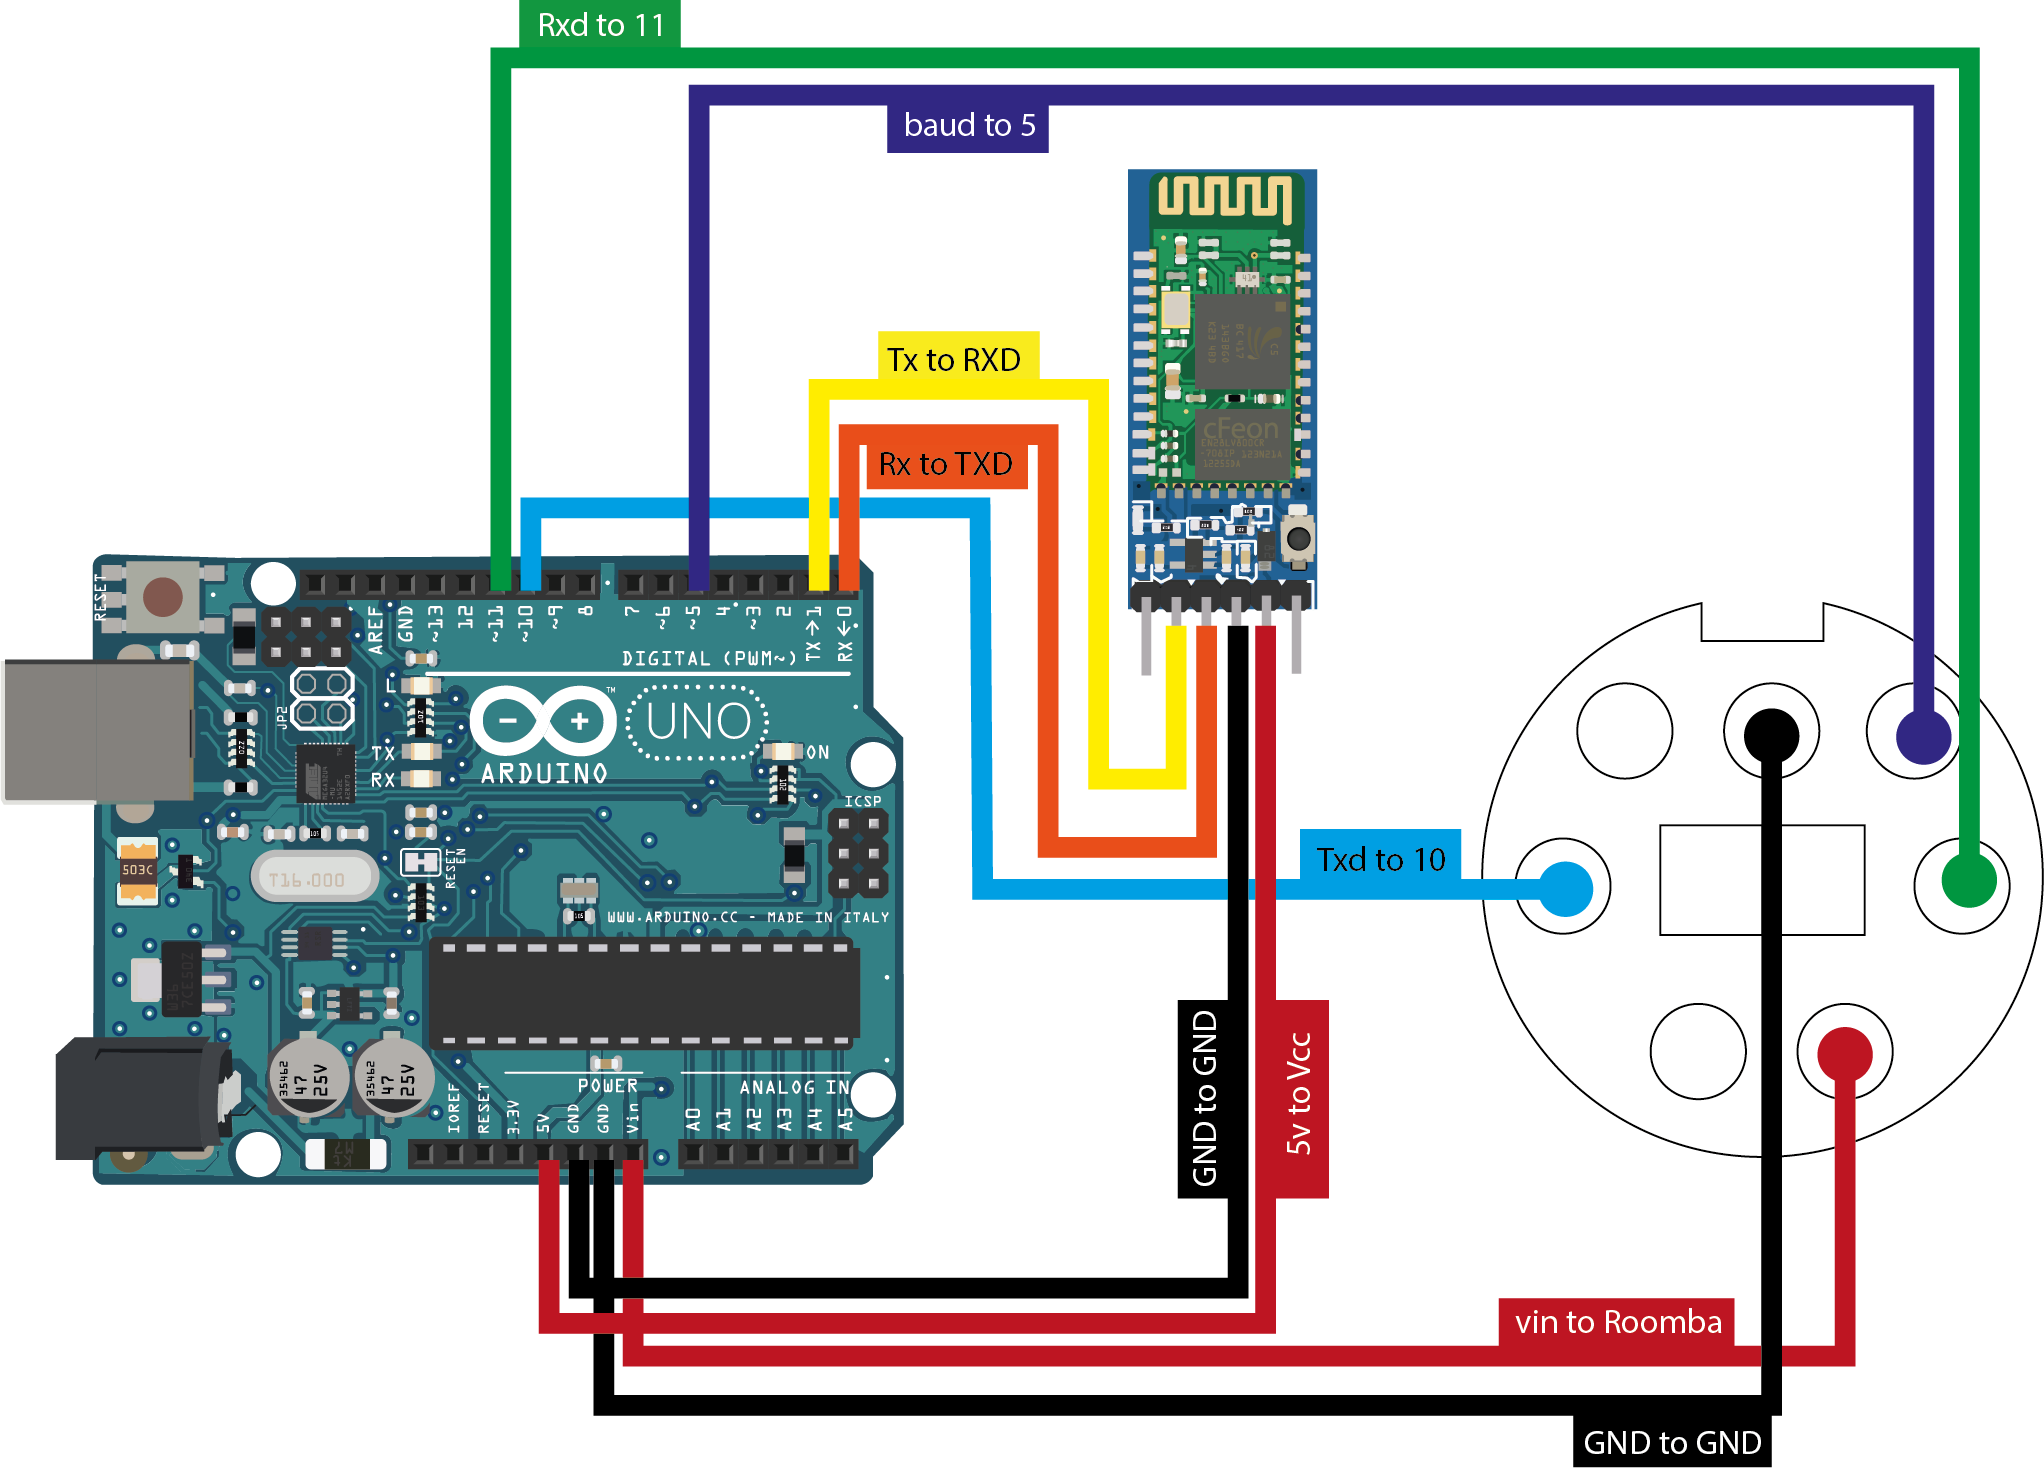 Rxd to 11
baud to 5
Tx to RXD
Rx to TXD
cFeon
RESET
AREF
GND
~13
12
~11
~10
~9
8
7
~6
~5
4
~3
2
TX→1
RX←0
DIGITAL (PWM~)
L
JP2
TX
RX
ARDUINO
™
UNO
ON
ICSP
RESET
EN
T16.000
503C
WWW.ARDUINO.CC - MADE IN ITALY
Txd to 10
47
25V
47
25V
POWER
ANALOG IN
IOREF
RESET
3.3V
5V
GND
GND
Vin
A0
A1
A2
A3
A4
A5
GND to GND
5v to Vcc
vin to Roomba
GND to GND